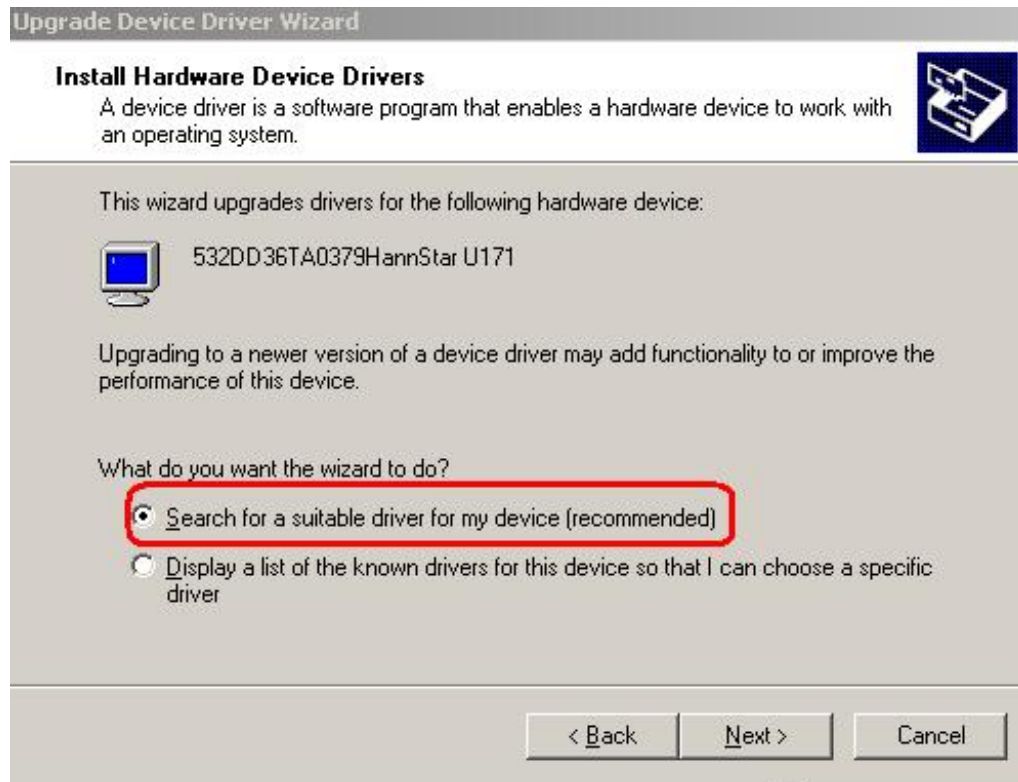 Upgrade Device Driver Wizard
Install Hardware Device Drivers
A device driver is a software program that enables a hardware device to work with
an operating system.
This wizard upgrades drivers for the following hardware device:
532DD36TA0379HannStar U171
Upgrading to a newer version of a device driver may add functionality to or improve the
performance of this device.
What do you want the wizard to do?
Search for a suitable driver for my device (recommended)
Display a list of the known drivers for this device so that I can choose a specific
driver
< Back Next > Cancel